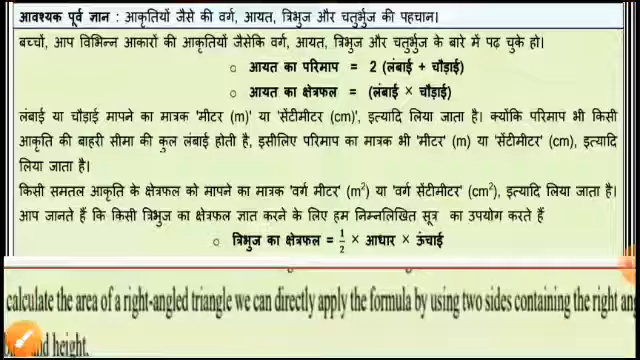 आवश्यक पूर्व ज्ञान : आकृतियों जैसे की वर्ग, आयत, त्रिभुज और चतुर्भुज की पहचान।
बच्चों, आप विभिन्न आकारों की आकृतियों जैसेकि वर्ग, आयत, त्रिभुज और चतुर्भुज के बारे में पढ़ चुके हो।
○ आयत का परिमाप = 2 (लंबाई + चौड़ाई)
○ आयत का क्षेत्रफल = (लंबाई × चौड़ाई)
लंबाई या चौड़ाई मापने का मात्रक 'मीटर (m)' या 'सेंटीमीटर (cm)', इत्यादि लिया जाता है। क्योंकि परिमाप भी किसी
आकृति की बाहरी सीमा की कुल लंबाई होती है, इसीलिए परिमाप का मात्रक भी 'मीटर' (m) या 'सेंटीमीटर' (cm), इत्यादि
लिया जाता है।
किसी समतल आकृति के क्षेत्रफल को मापने का मात्रक 'वर्ग मीटर' (m²) या 'वर्ग सेंटीमीटर' (cm²), इत्यादि लिया जाता है।
आप जानते हैं कि किसी त्रिभुज का क्षेत्रफल ज्ञात करने के लिए हम निम्नलिखित सूत्र का उपयोग करते हैं
○ त्रिभुज का क्षेत्रफल = 1/2 × आधार × ऊंचाई
calculate the area of a right-angled triangle we can directly apply the formula by using two sides containing the right
and height.